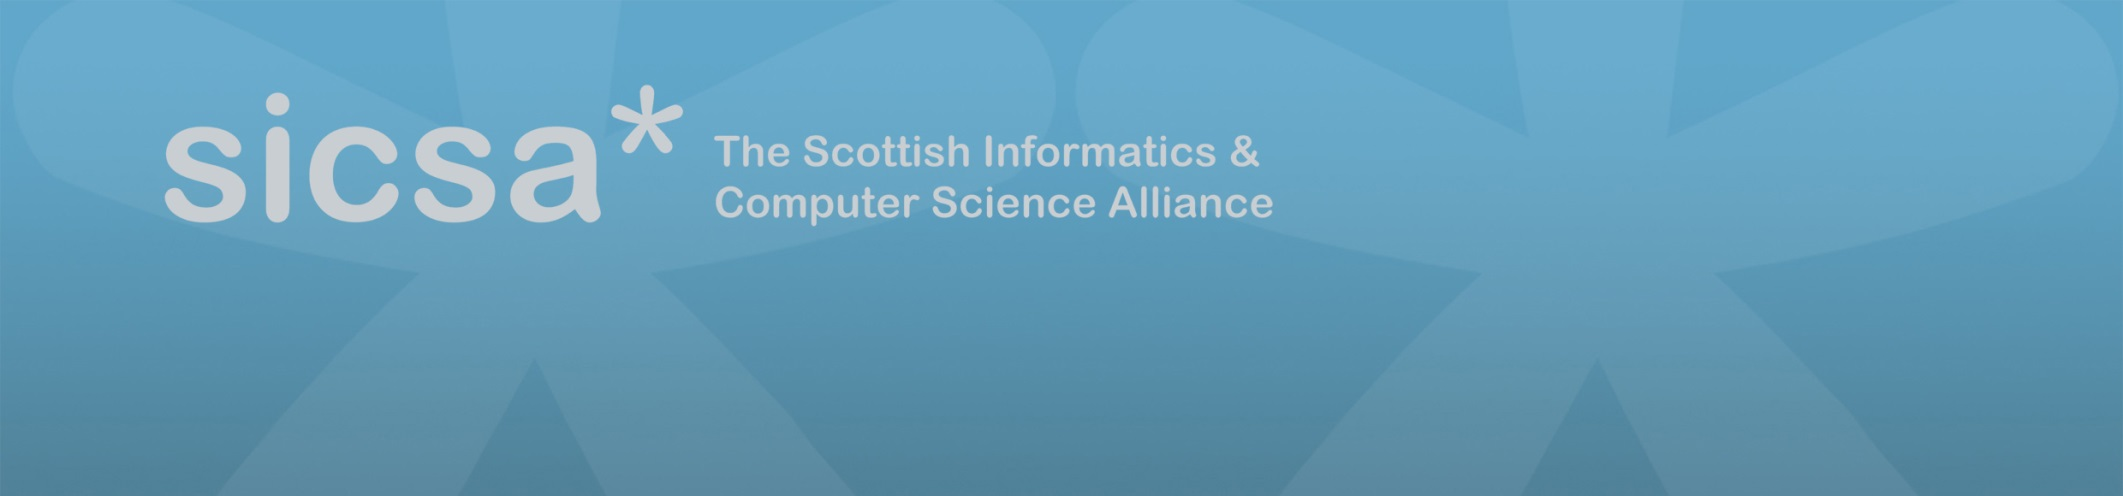 sicsa*
The Scottish Informatics &
Computer Science Alliance